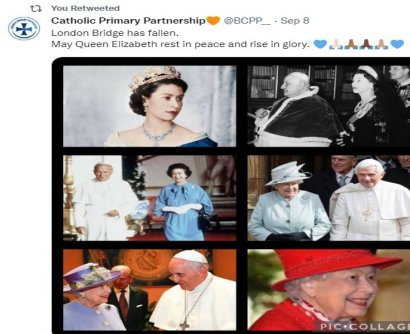 You Retweeted
Catholic Primary Partnership🧡 @BCPP__ · Sep 8
London Bridge has fallen.
May Queen Elizabeth rest in peace and rise in glory. 💙🙏🏻🙏🏽🙏🏾🙏🏿💙
PIC•COLLAGE